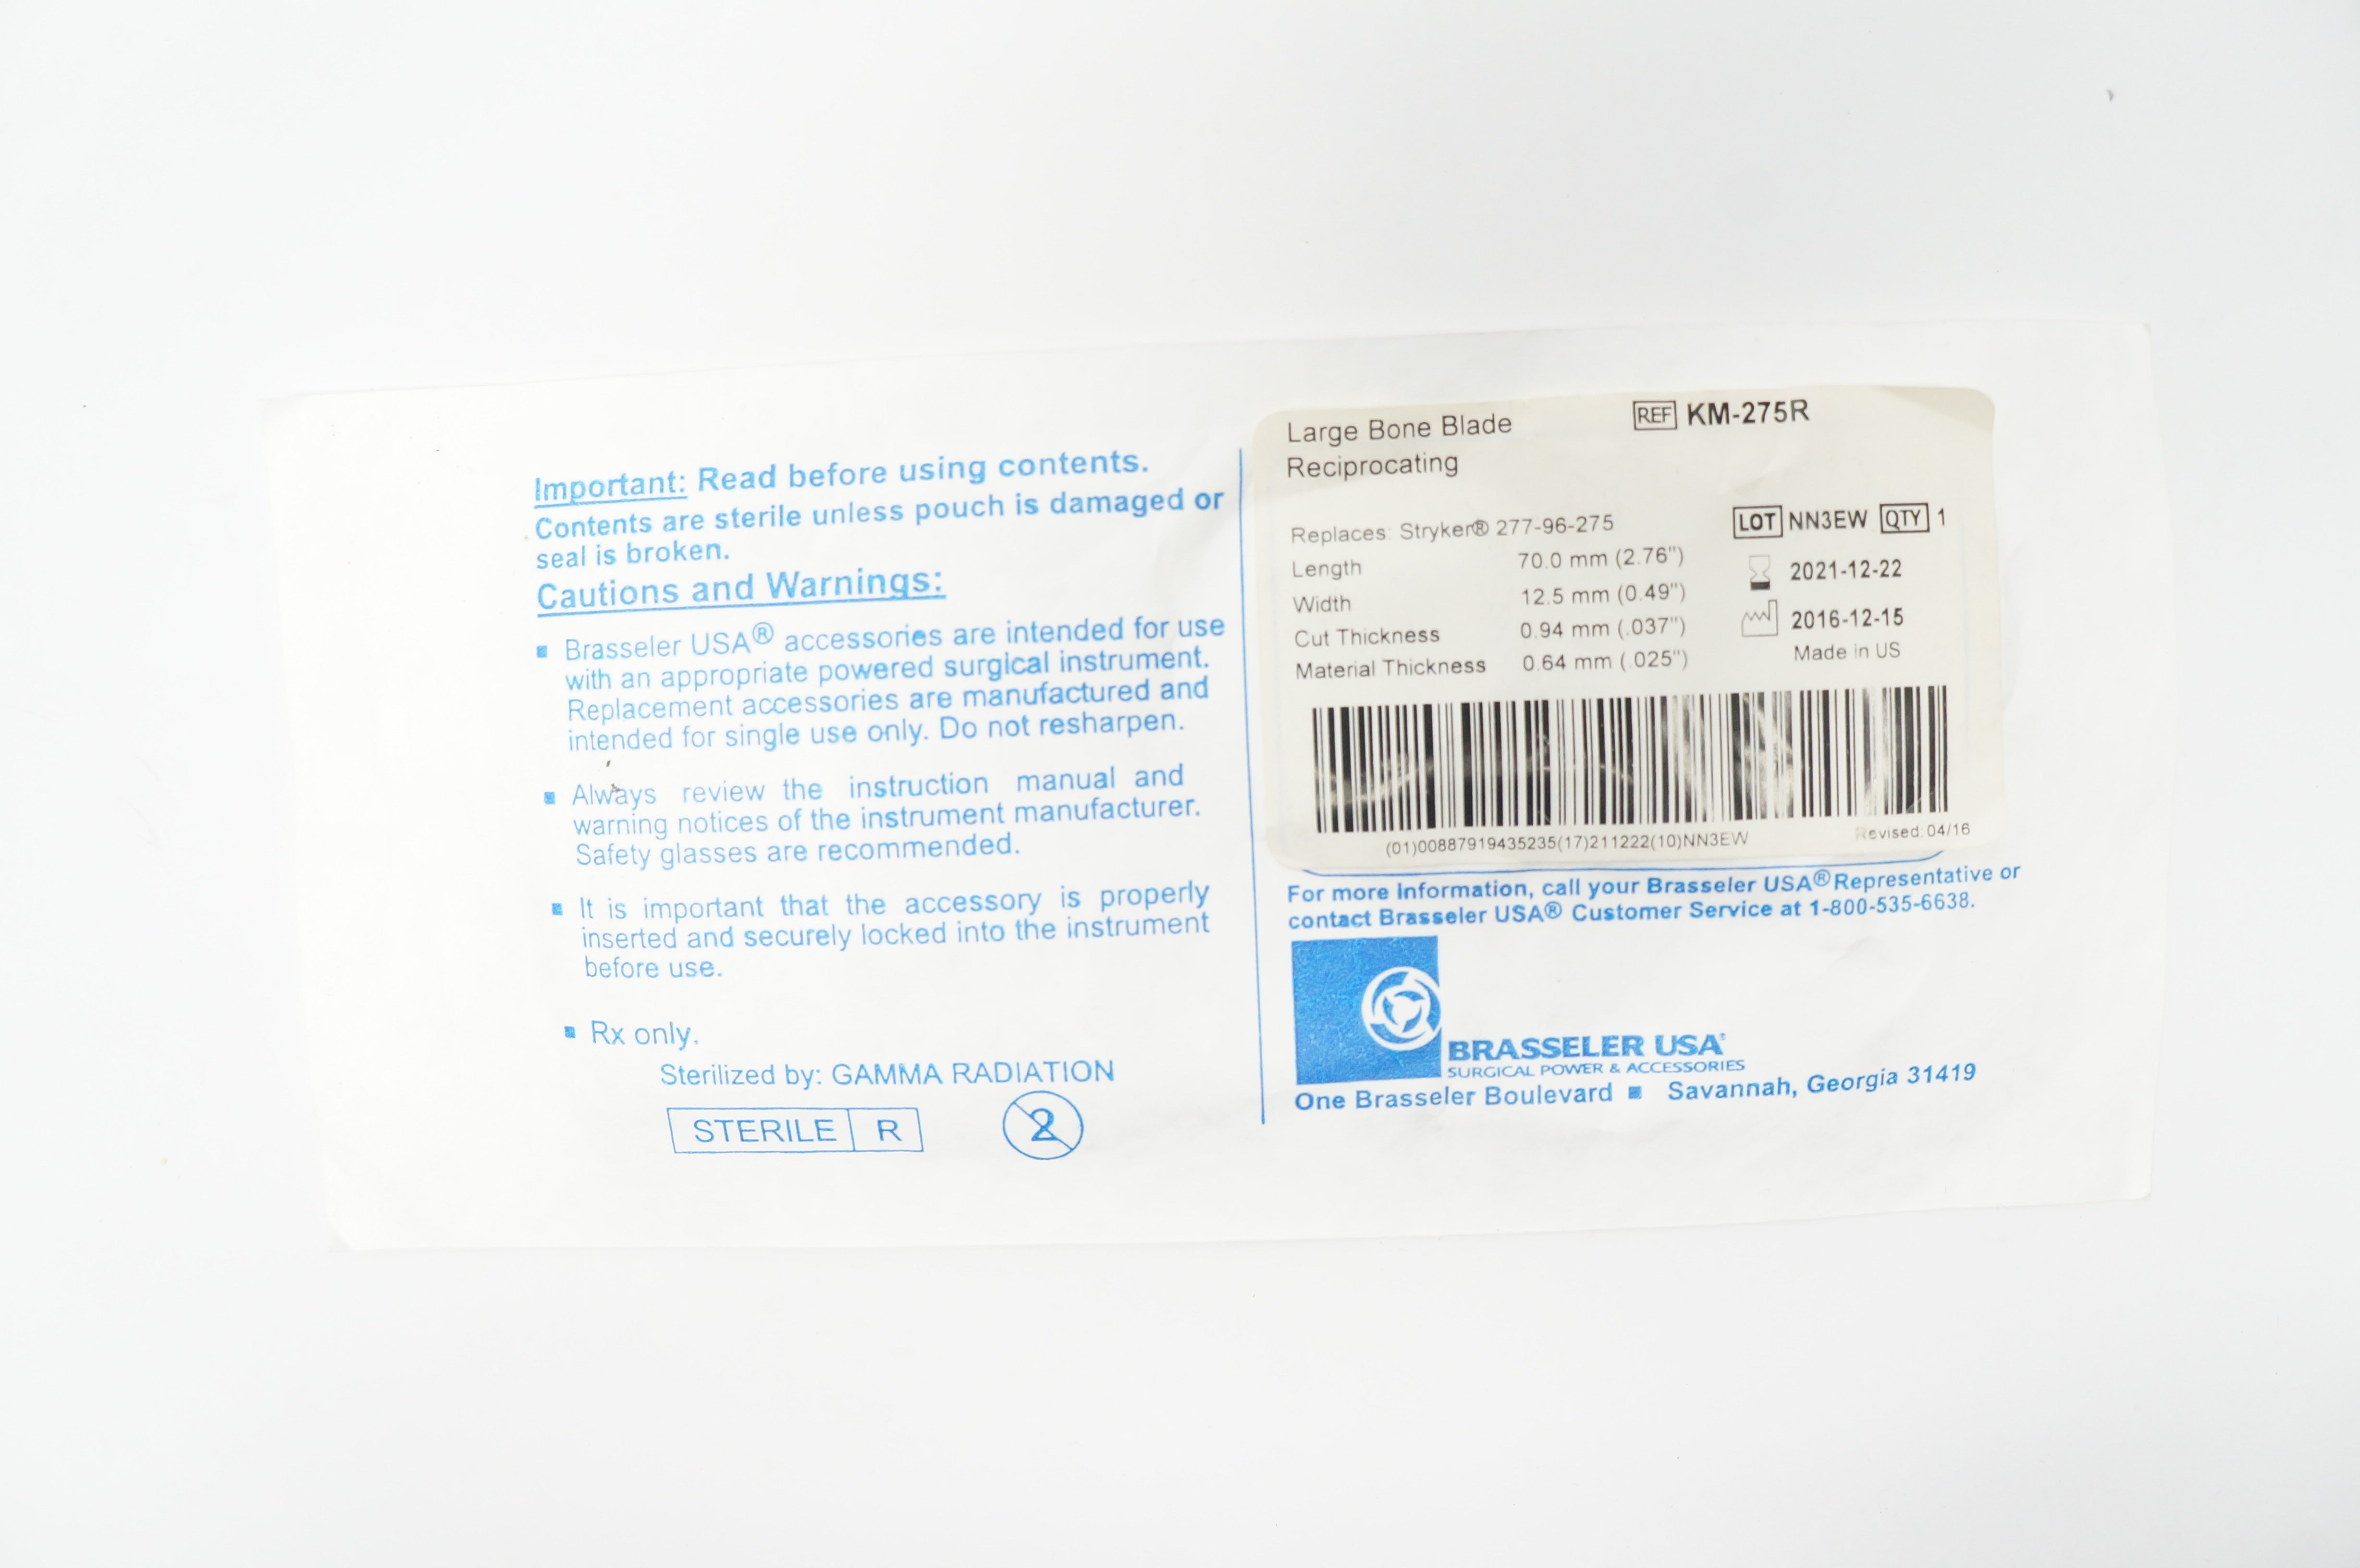 Important: Read before using contents.
Contents are sterile unless pouch is damaged or
seal is broken.
Cautions and Warnings:
▪ Brasseler USA® accessories are intended for use
with an appropriate powered surgical instrument.
Replacement accessories are manufactured and
intended for single use only. Do not resharpen.
▪ Always review the instruction manual and
warning notices of the instrument manufacturer.
Safety glasses are recommended.
▪ It is important that the accessory is properly
inserted and securely locked into the instrument
before use.
▪ Rx only.
Sterilized by: GAMMA RADIATION
STERILE R 2
Large Bone Blade REF KM-275R
Reciprocating
Replaces: Stryker® 277-96-275
Length 70.0 mm (2.76")
Width 12.5 mm (0.49")
Cut Thickness 0.94 mm (.037")
Material Thickness 0.64 mm (.025")
LOT NN3EW QTY 1
2021-12-22
2016-12-15
Made in US
(01)00887919435235(17)211222(10)NN3EW
Revised: 04/16
For more information, call your Brasseler USA® Representative or
contact Brasseler USA® Customer Service at 1-800-535-6638.
BRASSELER USA®
SURGICAL POWER & ACCESSORIES
One Brasseler Boulevard ▪ Savannah, Georgia 31419